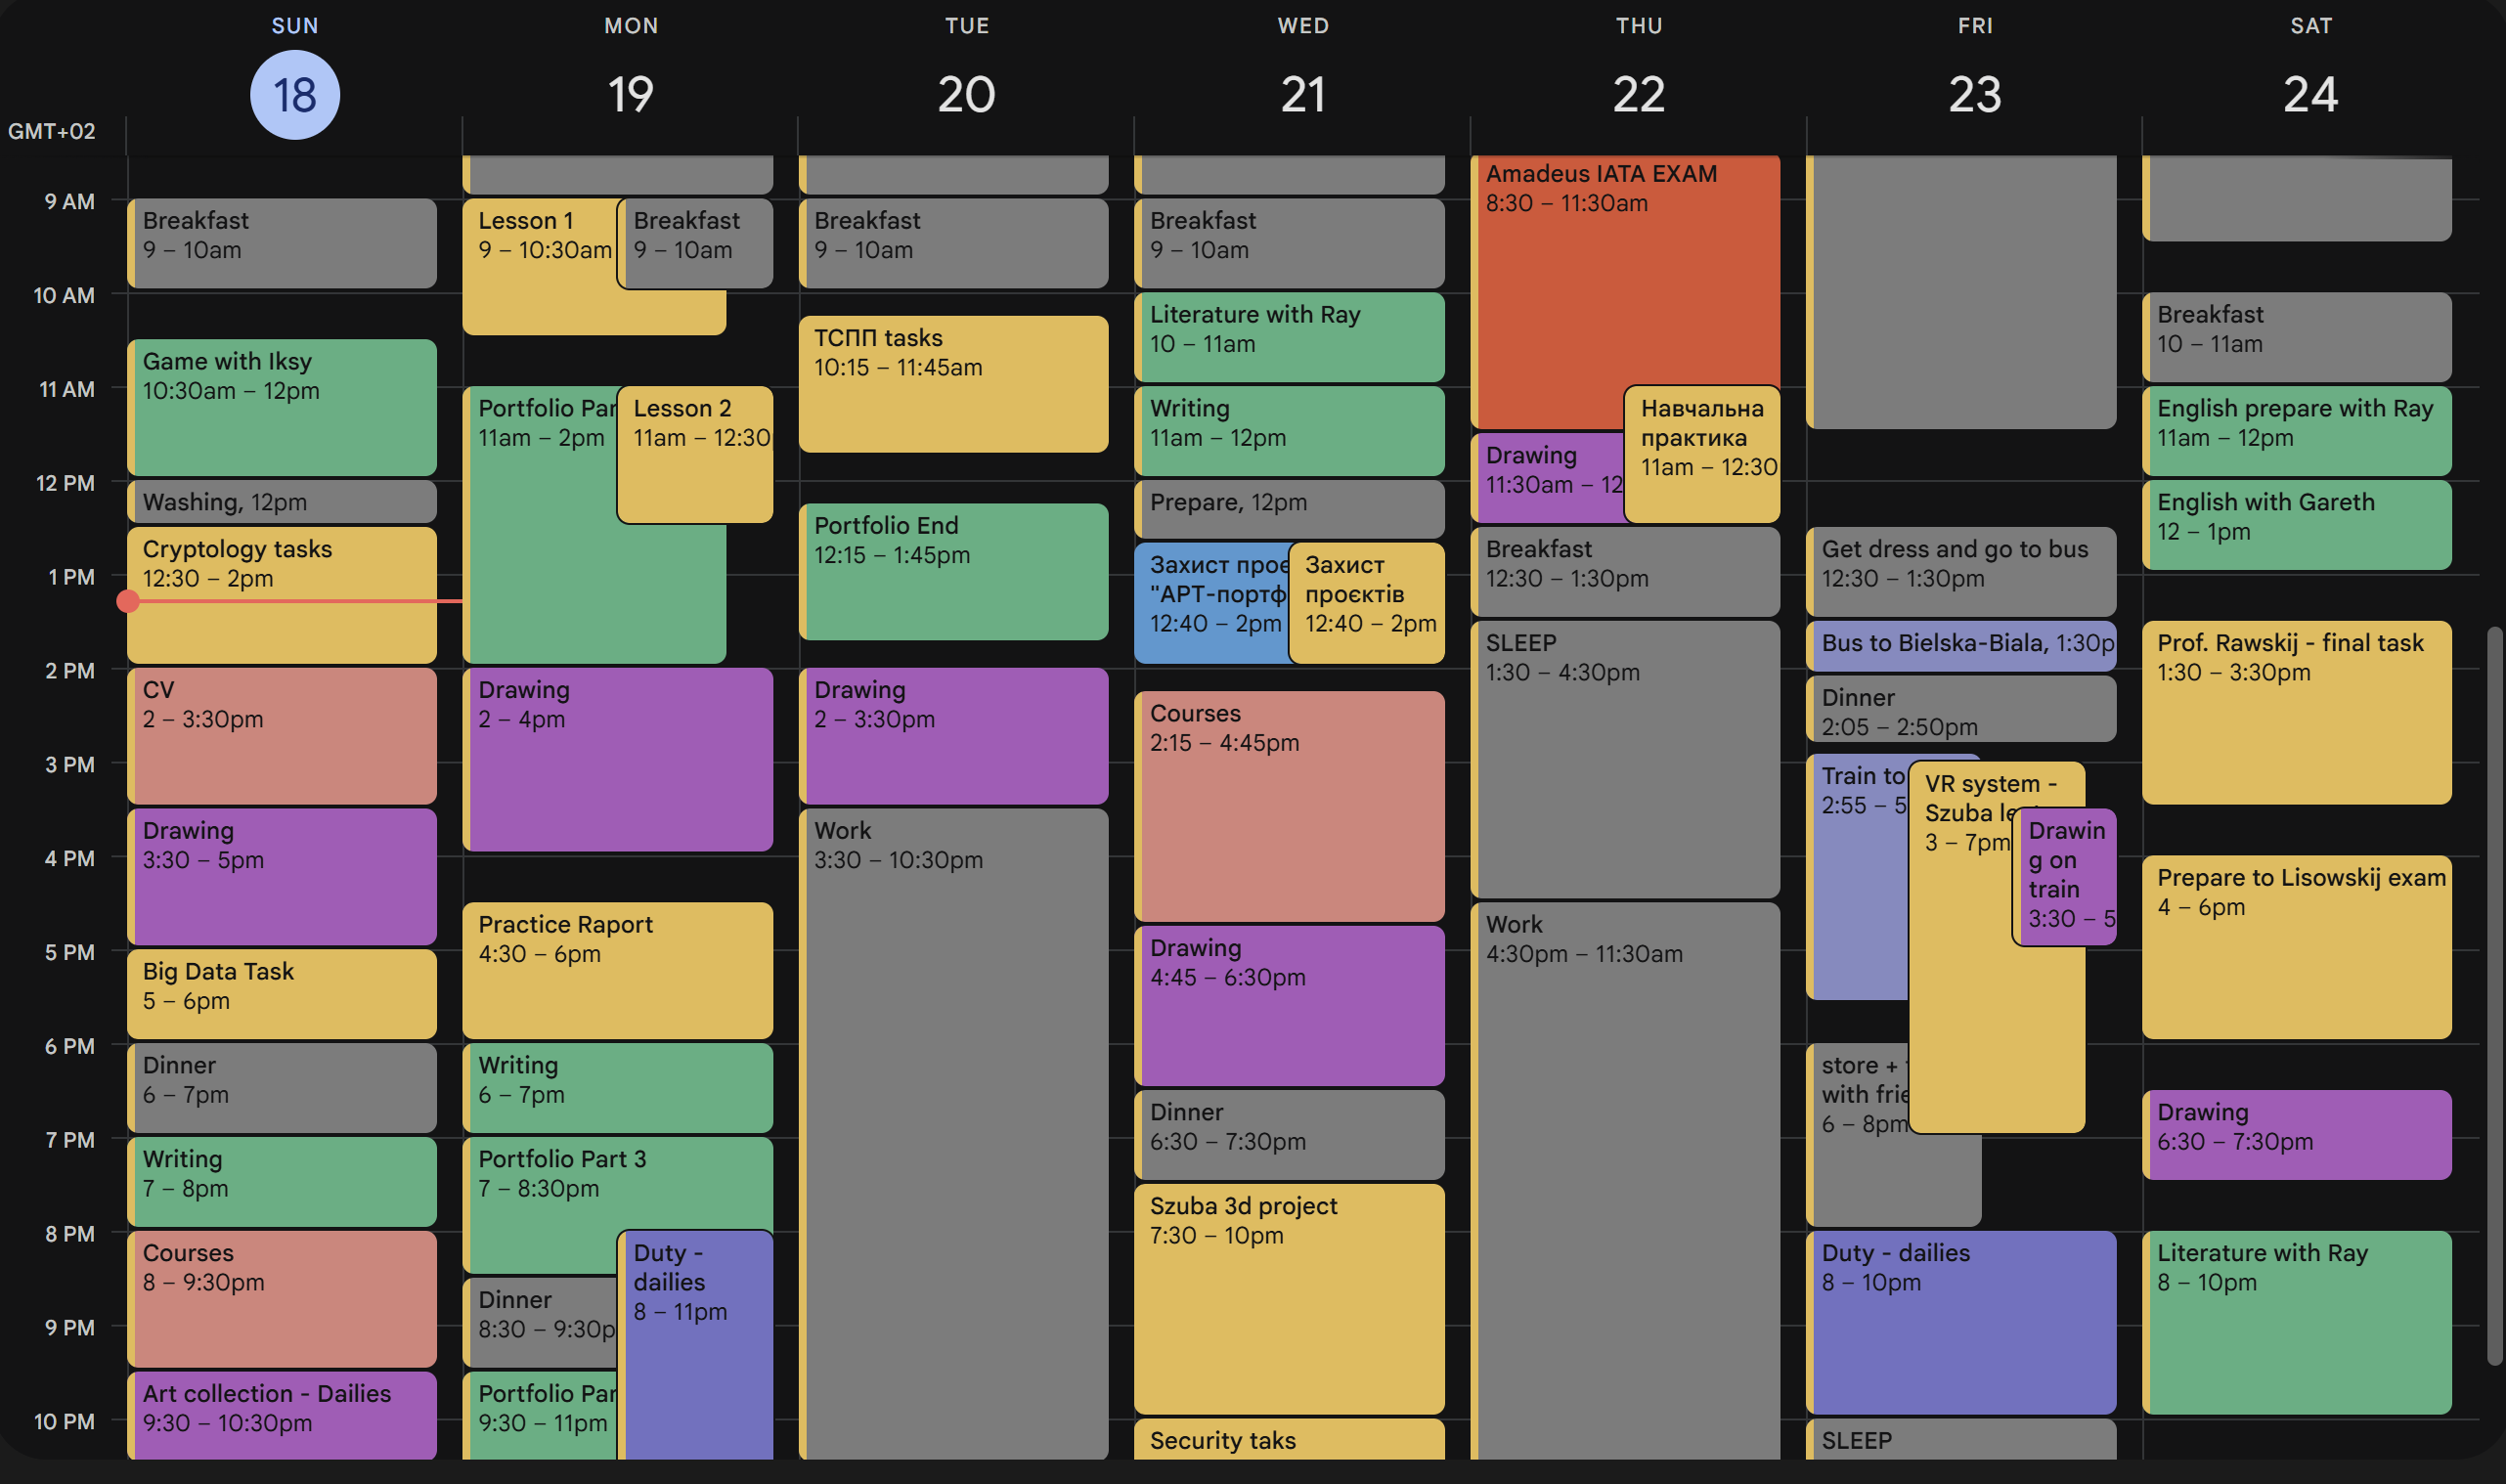 SUN
MON
TUE
WED
THU
FRI
SAT
18
19
20
21
22
23
24
GMT+02
9 AM
10 AM
11 AM
12 PM
1 PM
2 PM
3 PM
4 PM
5 PM
6 PM
7 PM
8 PM
9 PM
10 PM
Breakfast
9 – 10am
Game with Iksy
10:30am – 12pm
Washing, 12pm
Cryptology tasks
12:30 – 2pm
CV
2 – 3:30pm
Drawing
3:30 – 5pm
Big Data Task
5 – 6pm
Dinner
6 – 7pm
Writing
7 – 8pm
Courses
8 – 9:30pm
Art collection - Dailies
9:30 – 10:30pm
Lesson 1
9 – 10:30am
Breakfast
9 – 10am
Portfolio Par
11am – 2pm
Lesson 2
11am – 12:30
Drawing
2 – 4pm
Practice Raport
4:30 – 6pm
Writing
6 – 7pm
Portfolio Part 3
7 – 8:30pm
Duty -
dailies
8 – 11pm
Dinner
8:30 – 9:30p
Portfolio Par
9:30 – 11pm
Breakfast
9 – 10am
ТСПП tasks
10:15 – 11:45am
Portfolio End
12:15 – 1:45pm
Drawing
2 – 3:30pm
Work
3:30 – 10:30pm
Breakfast
9 – 10am
Literature with Ray
10 – 11am
Writing
11am – 12pm
Prepare, 12pm
Захист прое
"АРТ-портф
12:40 – 2pm
Захист
проєктів
12:40 – 2pm
Courses
2:15 – 4:45pm
Drawing
4:45 – 6:30pm
Dinner
6:30 – 7:30pm
Szuba 3d project
7:30 – 10pm
Security taks
Amadeus IATA EXAM
8:30 – 11:30am
Навчальна
практика
11am – 12:30
Drawing
11:30am – 12
Breakfast
12:30 – 1:30pm
SLEEP
1:30 – 4:30pm
Work
4:30pm – 11:30am
Get dress and go to bus
12:30 – 1:30pm
Bus to Bielska-Biala, 1:30p
Dinner
2:05 – 2:50pm
Train to
2:55 – 5
VR system -
Szuba le
3 – 7pm
Drawin
g on
train
3:30 – 5
store +
with frie
6 – 8pm
Duty - dailies
8 – 10pm
SLEEP
Breakfast
10 – 11am
English prepare with Ray
11am – 12pm
English with Gareth
12 – 1pm
Prof. Rawskij - final task
1:30 – 3:30pm
Prepare to Lisowskij exam
4 – 6pm
Drawing
6:30 – 7:30pm
Literature with Ray
8 – 10pm